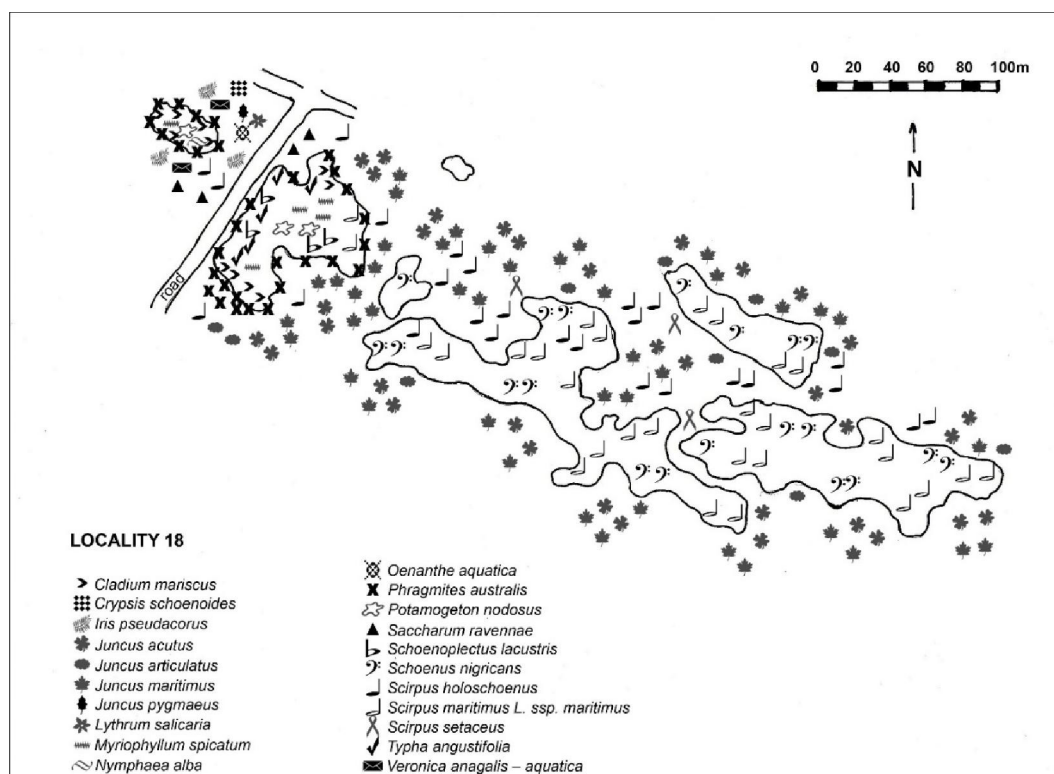 0 20 40 60 80 100m
N
road
LOCALITY 18
Cladium mariscus
Crypsis schoenoides
Iris pseudacorus
Juncus acutus
Juncus articulatus
Juncus maritimus
Juncus pygmaeus
Lythrum salicaria
Myriophyllum spicatum
Nymphaea alba
Oenanthe aquatica
Phragmites australis
Potamogeton nodosus
Saccharum ravennae
Schoenoplectus lacustris
Schoenus nigricans
Scirpus holoschoenus
Scirpus maritimus L. ssp. maritimus
Scirpus setaceus
Typha angustifolia
Veronica anagalis – aquatica